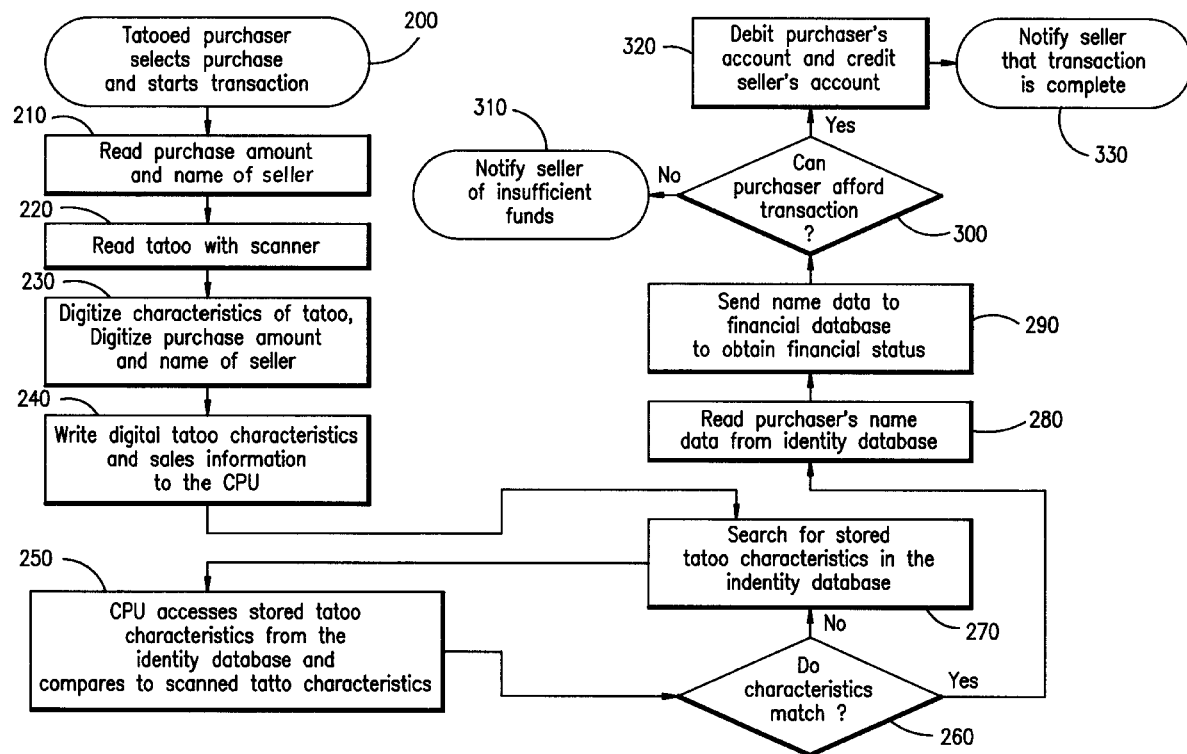 200
Tatooed purchaser
selects purchase
and starts transaction
210
Read purchase amount
and name of seller
220
Read tatoo with scanner
230
Digitize characteristics of tatoo,
Digitize purchase amount
and name of seller
240
Write digital tatoo characteristics
and sales information
to the CPU
250
CPU accesses stored tatoo
characteristics from the
identity database and
compares to scanned tatto characteristics
Do
characteristics
match ?
260
No
Yes
Search for stored
tatoo characteristics in the
indentity database
270
Read purchaser's name
data from identity database
280
Send name data to
financial database
to obtain financial status
290
Can
purchaser afford
transaction
?
300
No
Yes
310
Notify seller
of insufficient
funds
320
Debit purchaser's
account and credit
seller's account
Notify seller
that transaction
is complete
330